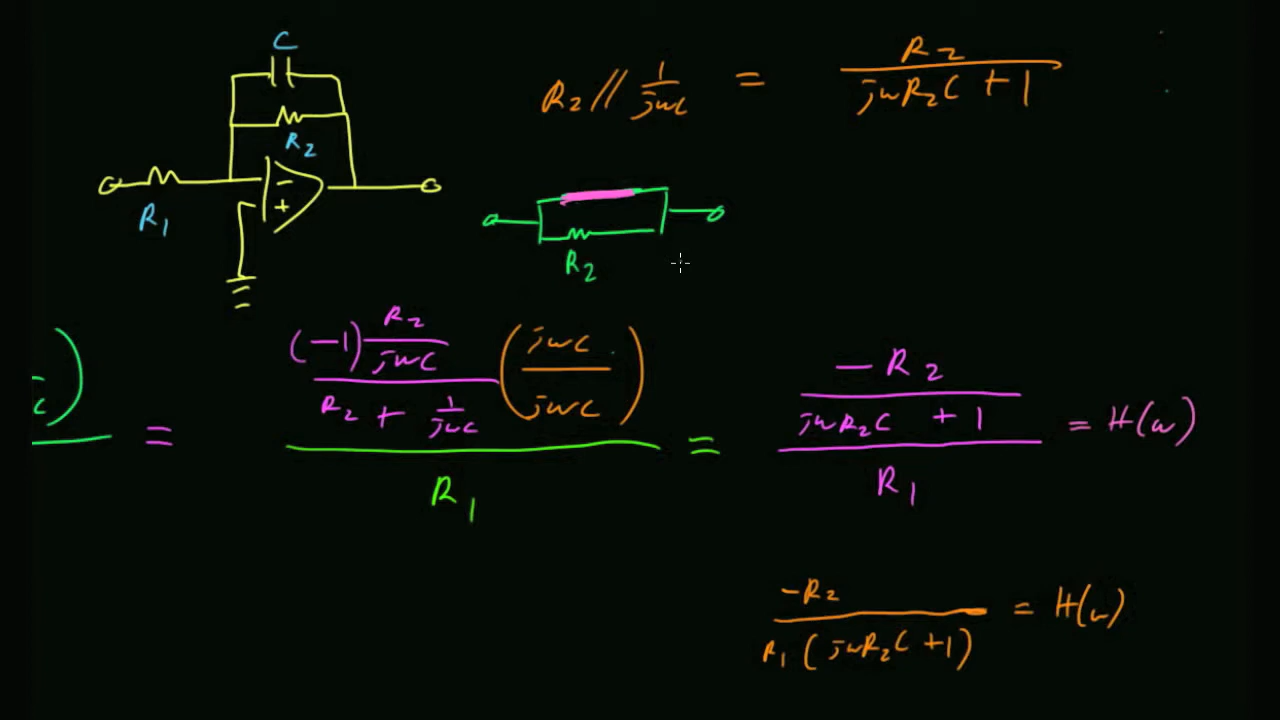 C
R₂ // 1/jwc = R₂/(jwR₂C + 1)
R₂
−
+
R₁
R₂
c ) = ((−1) R₂/jwc)/(R₂ + 1/jwc) (jwc/jwc) / R₁ = (−R₂/(jwR₂C + 1))/R₁ = H(w)
−R₂/(R₁(jwR₂C + 1)) = H(w)